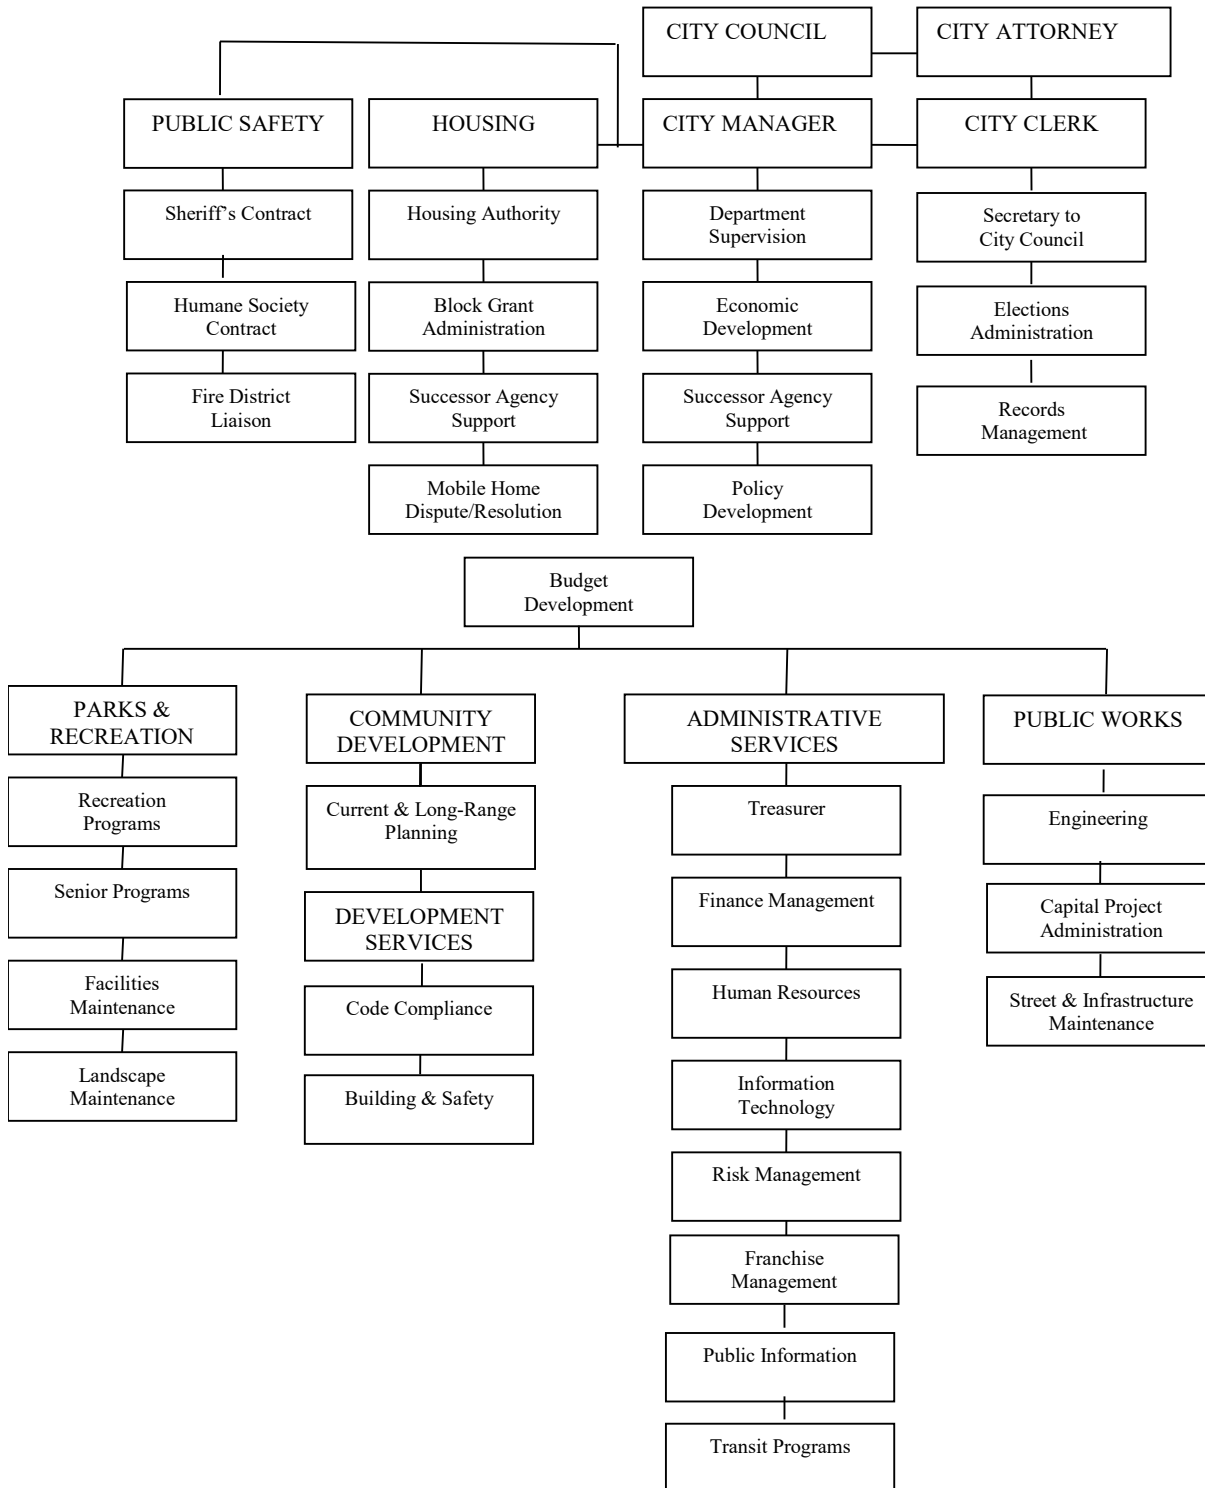 CITY COUNCIL
CITY ATTORNEY
PUBLIC SAFETY
HOUSING
CITY MANAGER
CITY CLERK
Sheriff’s Contract
Housing Authority
Department
Supervision
Secretary to
City Council
Humane Society
Contract
Block Grant
Administration
Economic
Development
Elections
Administration
Fire District
Liaison
Successor Agency
Support
Successor Agency
Support
Records
Management
Mobile Home
Dispute/Resolution
Policy
Development
Budget
Development
PARKS &
RECREATION
COMMUNITY
DEVELOPMENT
ADMINISTRATIVE
SERVICES
PUBLIC WORKS
Recreation
Programs
Current & Long-Range
Planning
Treasurer
Engineering
Senior Programs
DEVELOPMENT
SERVICES
Finance Management
Capital Project
Administration
Facilities
Maintenance
Code Compliance
Human Resources
Street & Infrastructure
Maintenance
Landscape
Maintenance
Building & Safety
Information
Technology
Risk Management
Franchise
Management
Public Information
Transit Programs